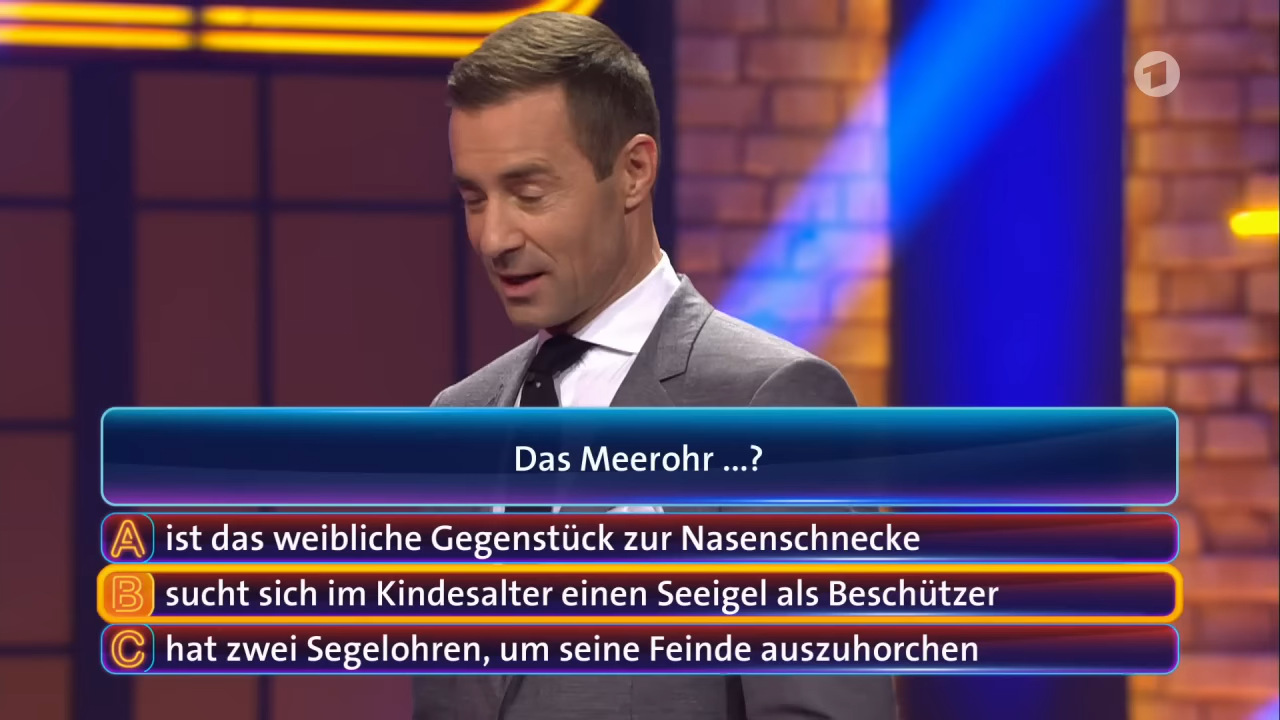 1
Das Meerohr ...?
A ist das weibliche Gegenstück zur Nasenschnecke
B sucht sich im Kindesalter einen Seeigel als Beschützer
C hat zwei Segelohren, um seine Feinde auszuhorchen